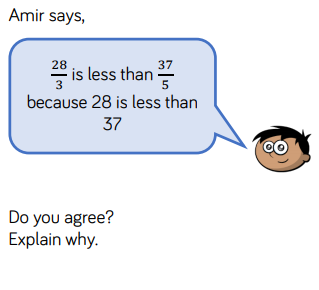 Amir says,
28/3 is less than 37/5
because 28 is less than
37
Do you agree?
Explain why.